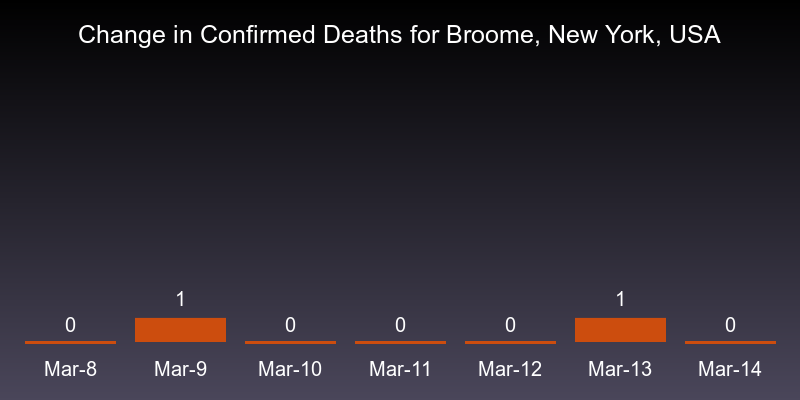 Change in Confirmed Deaths for Broome, New York, USA
0 1 0 0 0 1 0
Mar-8 Mar-9 Mar-10 Mar-11 Mar-12 Mar-13 Mar-14